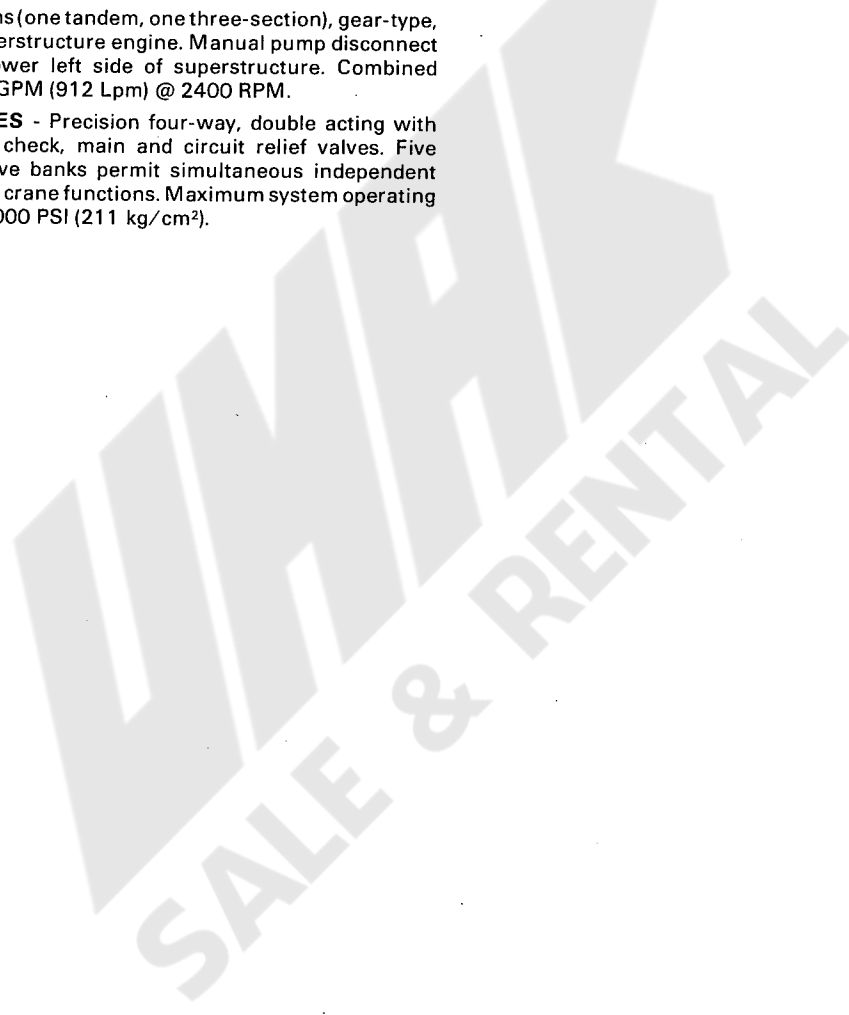 ns (one tandem, one three-section), gear-type,
erstructure engine. Manual pump disconnect
wer left side of superstructure. Combined
GPM (912 Lpm) @ 2400 RPM.
ES - Precision four-way, double acting with
check, main and circuit relief valves. Five
ve banks permit simultaneous independent
crane functions. Maximum system operating
000 PSI (211 kg/cm²).
UMAK
SALE & RENTAL